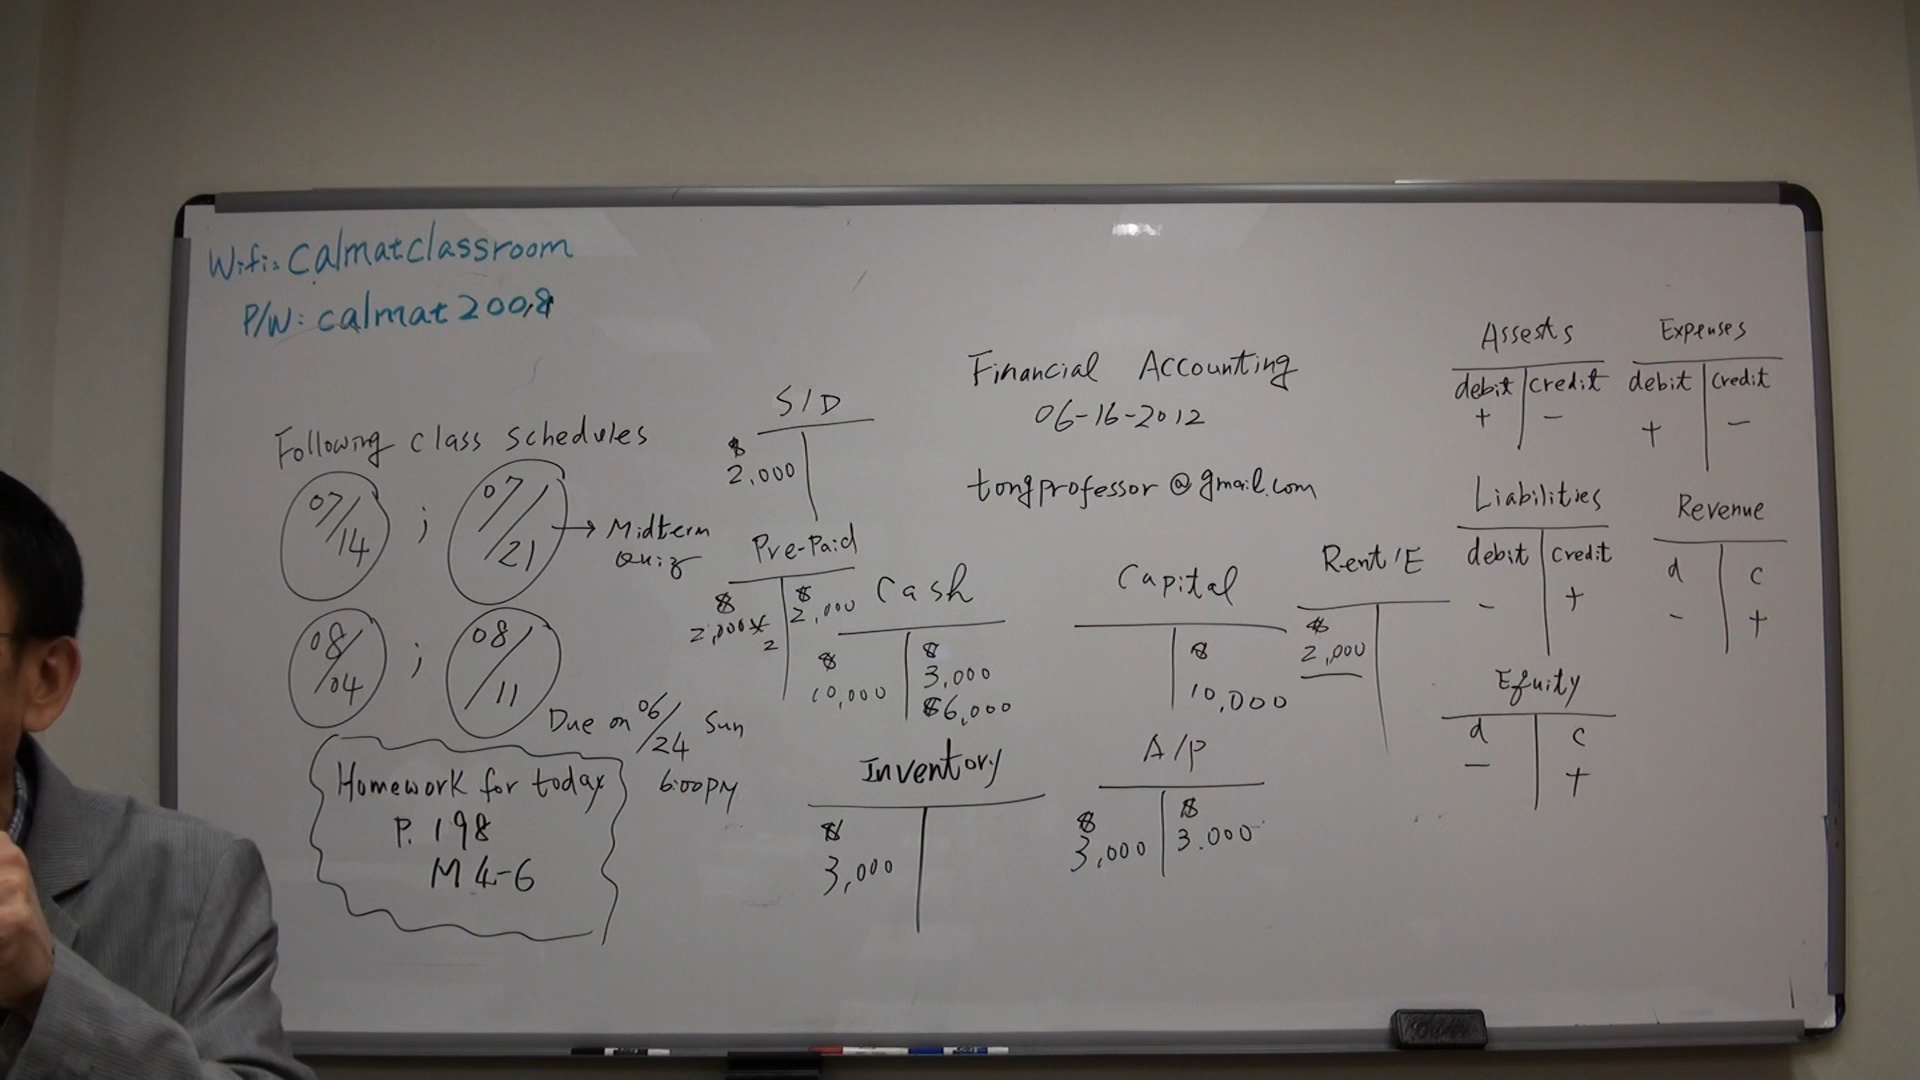 Wifi: calmatclassroom
P/W: calmat2008
Following class schedules
07/14 ; 07/21 → Midterm Quiz
08/04 ; 08/11
Due on 06/24 Sun
6:00PM
Homework for today
P. 198
M 4-6
Financial Accounting
06-16-2012
tongprofessor@gmail.com
S/D
$
2,000
Pre-Paid
$ $
2,000x2 2,000
Cash
$ $
10,000 3,000
$6,000
Capital
$
10,000
Rent/E
$
2,000
Inventory
$
3,000
A/P
$ $
3,000 3.000
Assests
debit credit
+ −
Expenses
debit credit
+ −
Liabilities
debit credit
- +
Revenue
d c
- +
Equity
d c
− +